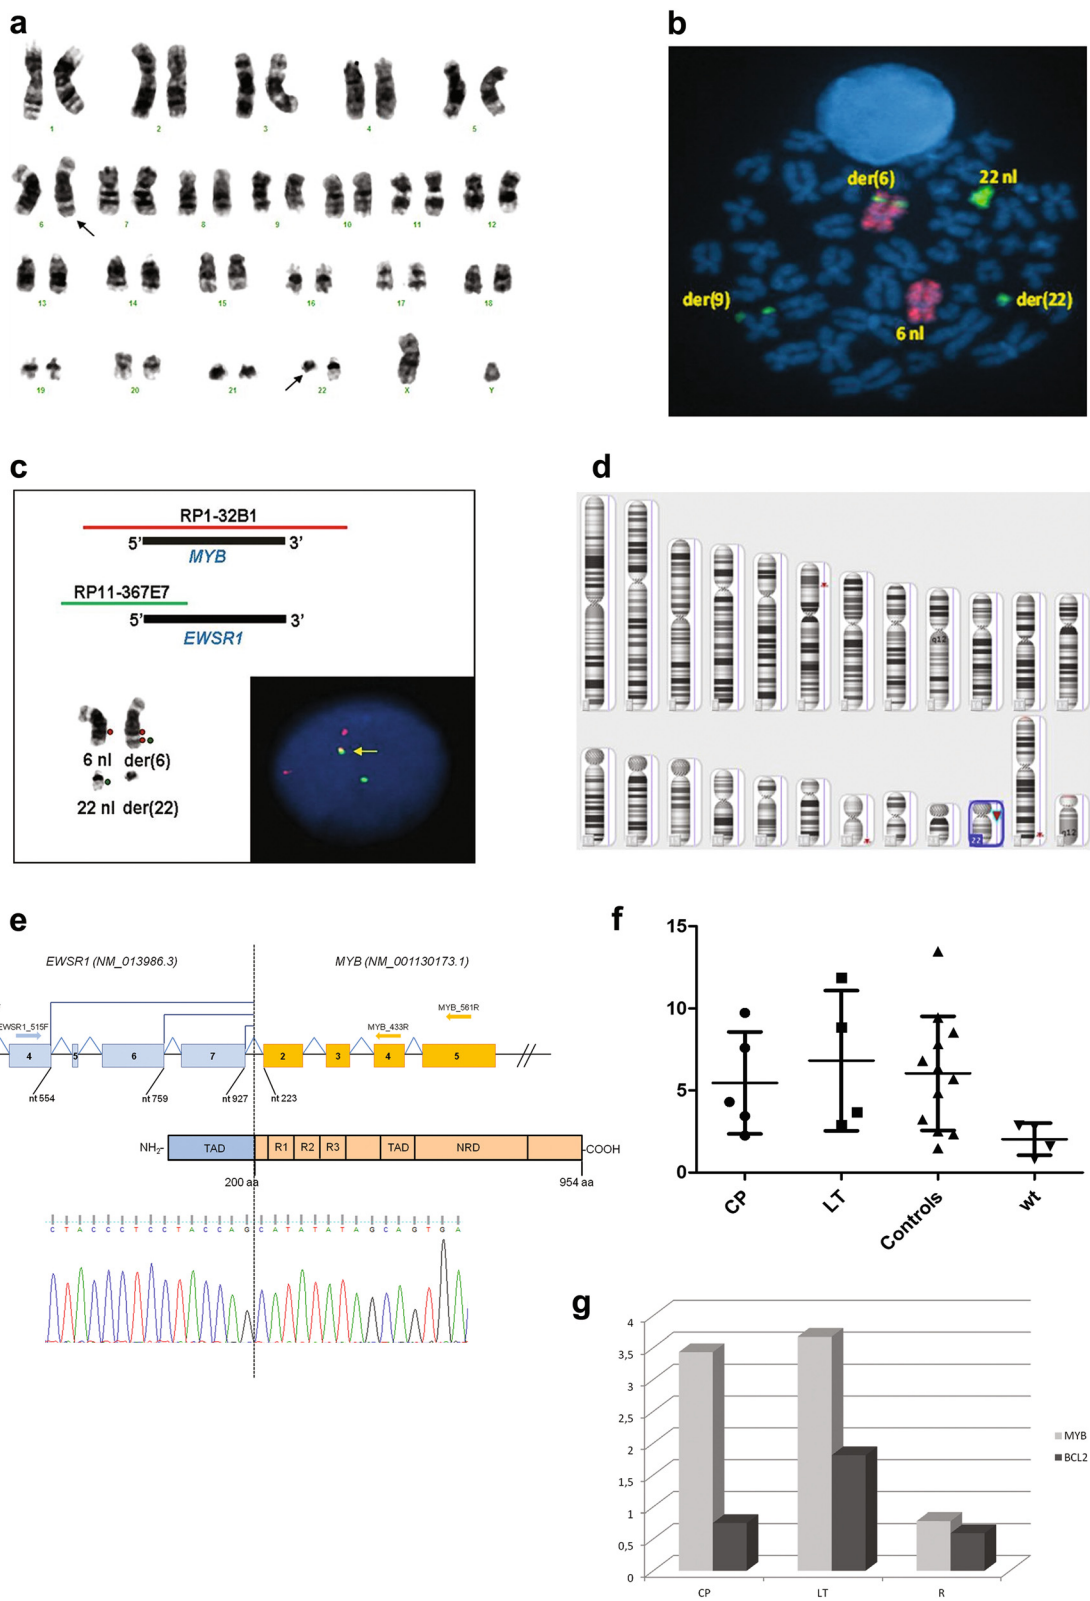 a
1 2 3 4 5
6 7 8 9 10 11 12
13 14 15 16 17 18
19 20 21 22 X Y
b
der(6)
22 nl
der(9)
der(22)
6 nl
c
RP1-32B1
5' 3'
MYB
RP11-367E7
5' 3'
EWSR1
6 nl der(6)
22 nl der(22)
d
q12
22
q12
e
EWSR1 (NM_013986.3) MYB (NM_001130173.1)
EWSR1_515F
MYB_433R
MYB_561R
4 5 6 7 2 3 4 5
nt 554 nt 759 nt 927 nt 223
NH2- TAD R1 R2 R3 TAD NRD -COOH
200 aa 954 aa
C T A C C C T C C T A C C A G C A T A T A T A G C A G T G A
f
15
10
5
0
CP LT Controls wt
g
4
3,5
3
2,5
2
1,5
1
0,5
0
CP LT R
MYB
BCL2